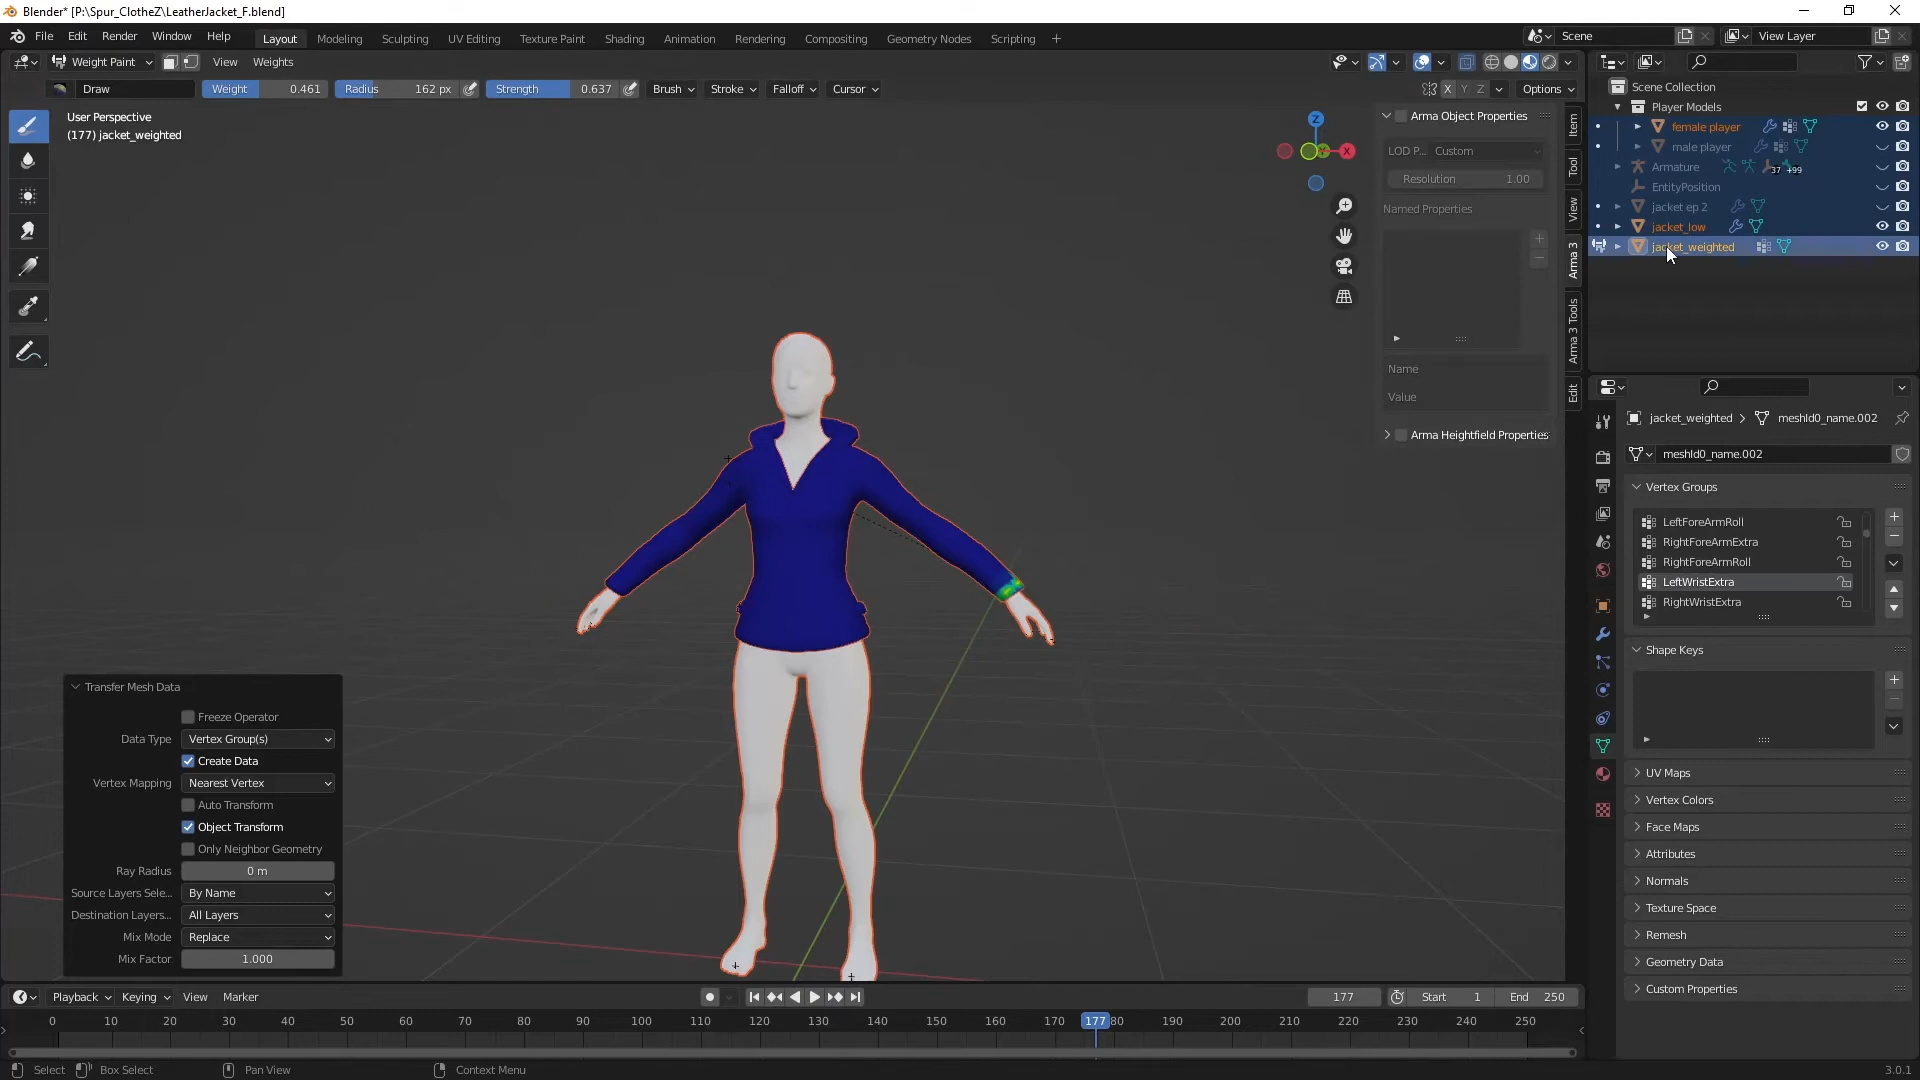 Blender* [P:\Spur_ClotheZ\LeatherJacket_F.blend]
File Edit Render Window Help
Layout Modeling Sculpting UV Editing Texture Paint Shading Animation Rendering Compositing Geometry Nodes Scripting +
Scene
View Layer
Weight Paint View Weights
Draw
Weight 0.461
Radius 162 px
Strength 0.637
Brush Stroke Falloff Cursor
X Y Z
Options
User Perspective
(177) jacket_weighted
Z
X
Item
Tool
View
Arma 3
Arma 3 Tools
Edit
Arma Object Properties
LOD P... Custom
Resolution 1.00
Named Properties
Name
Value
Arma Heightfield Properties
Scene Collection
Player Models
female player
male player
Armature
37 +99
EntityPosition
jacket ep 2
jacket_low
jacket_weighted
jacket_weighted > meshld0_name.002
meshld0_name.002
Vertex Groups
LeftForeArmRoll
RightForeArmExtra
RightForeArmRoll
LeftWristExtra
RightWristExtra
Shape Keys
UV Maps
Vertex Colors
Face Maps
Attributes
Normals
Texture Space
Remesh
Geometry Data
Custom Properties
Transfer Mesh Data
Freeze Operator
Data Type Vertex Group(s)
Create Data
Vertex Mapping Nearest Vertex
Auto Transform
Object Transform
Only Neighbor Geometry
Ray Radius 0 m
Source Layers Sele... By Name
Destination Layers... All Layers
Mix Mode Replace
Mix Factor 1.000
Playback Keying View Marker
177
Start 1
End 250
0 10 20 30 40 50 60 70 80 90 100 110 120 130 140 150 160 170 177 80 190 200 210 220 230 240 250
Select Box Select Pan View Context Menu
3.0.1